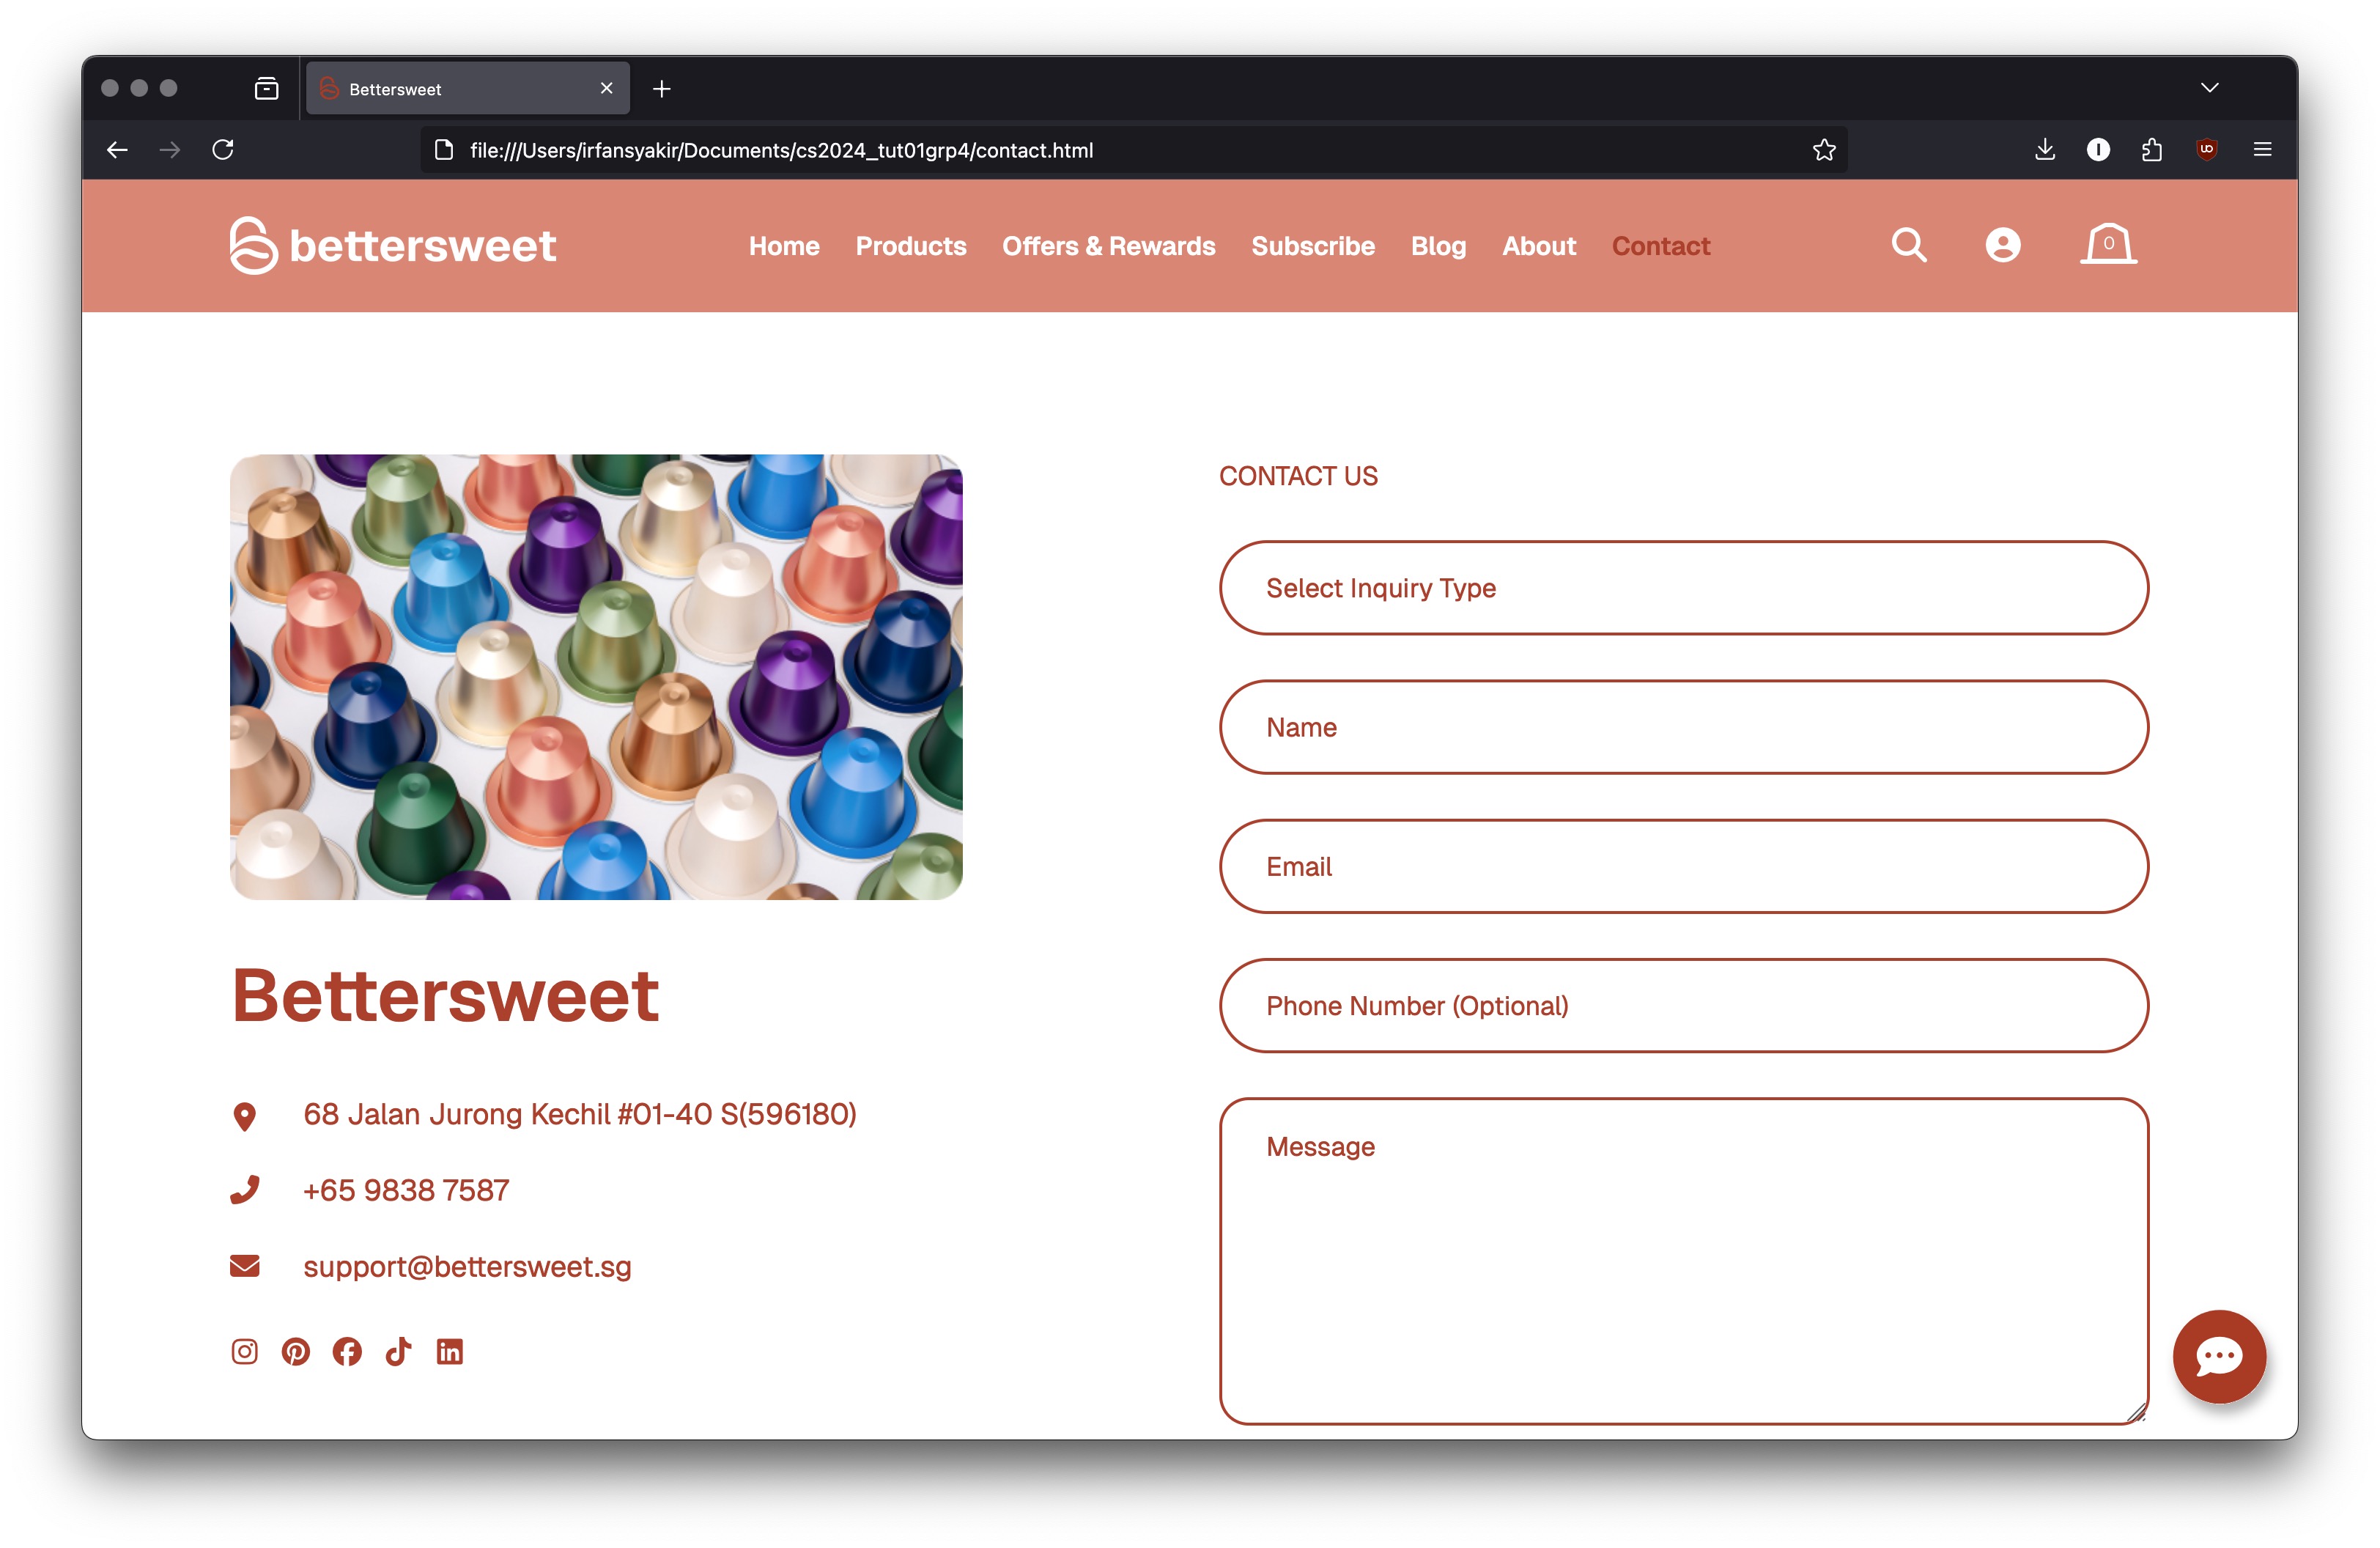 Bettersweet
file:///Users/irfansyakir/Documents/cs2024_tut01grp4/contact.html
bettersweet
Home Products Offers & Rewards Subscribe Blog About Contact
0
CONTACT US
Select Inquiry Type
Name
Email
Phone Number (Optional)
Message
Bettersweet
68 Jalan Jurong Kechil #01-40 S(596180)
+65 9838 7587
support@bettersweet.sg